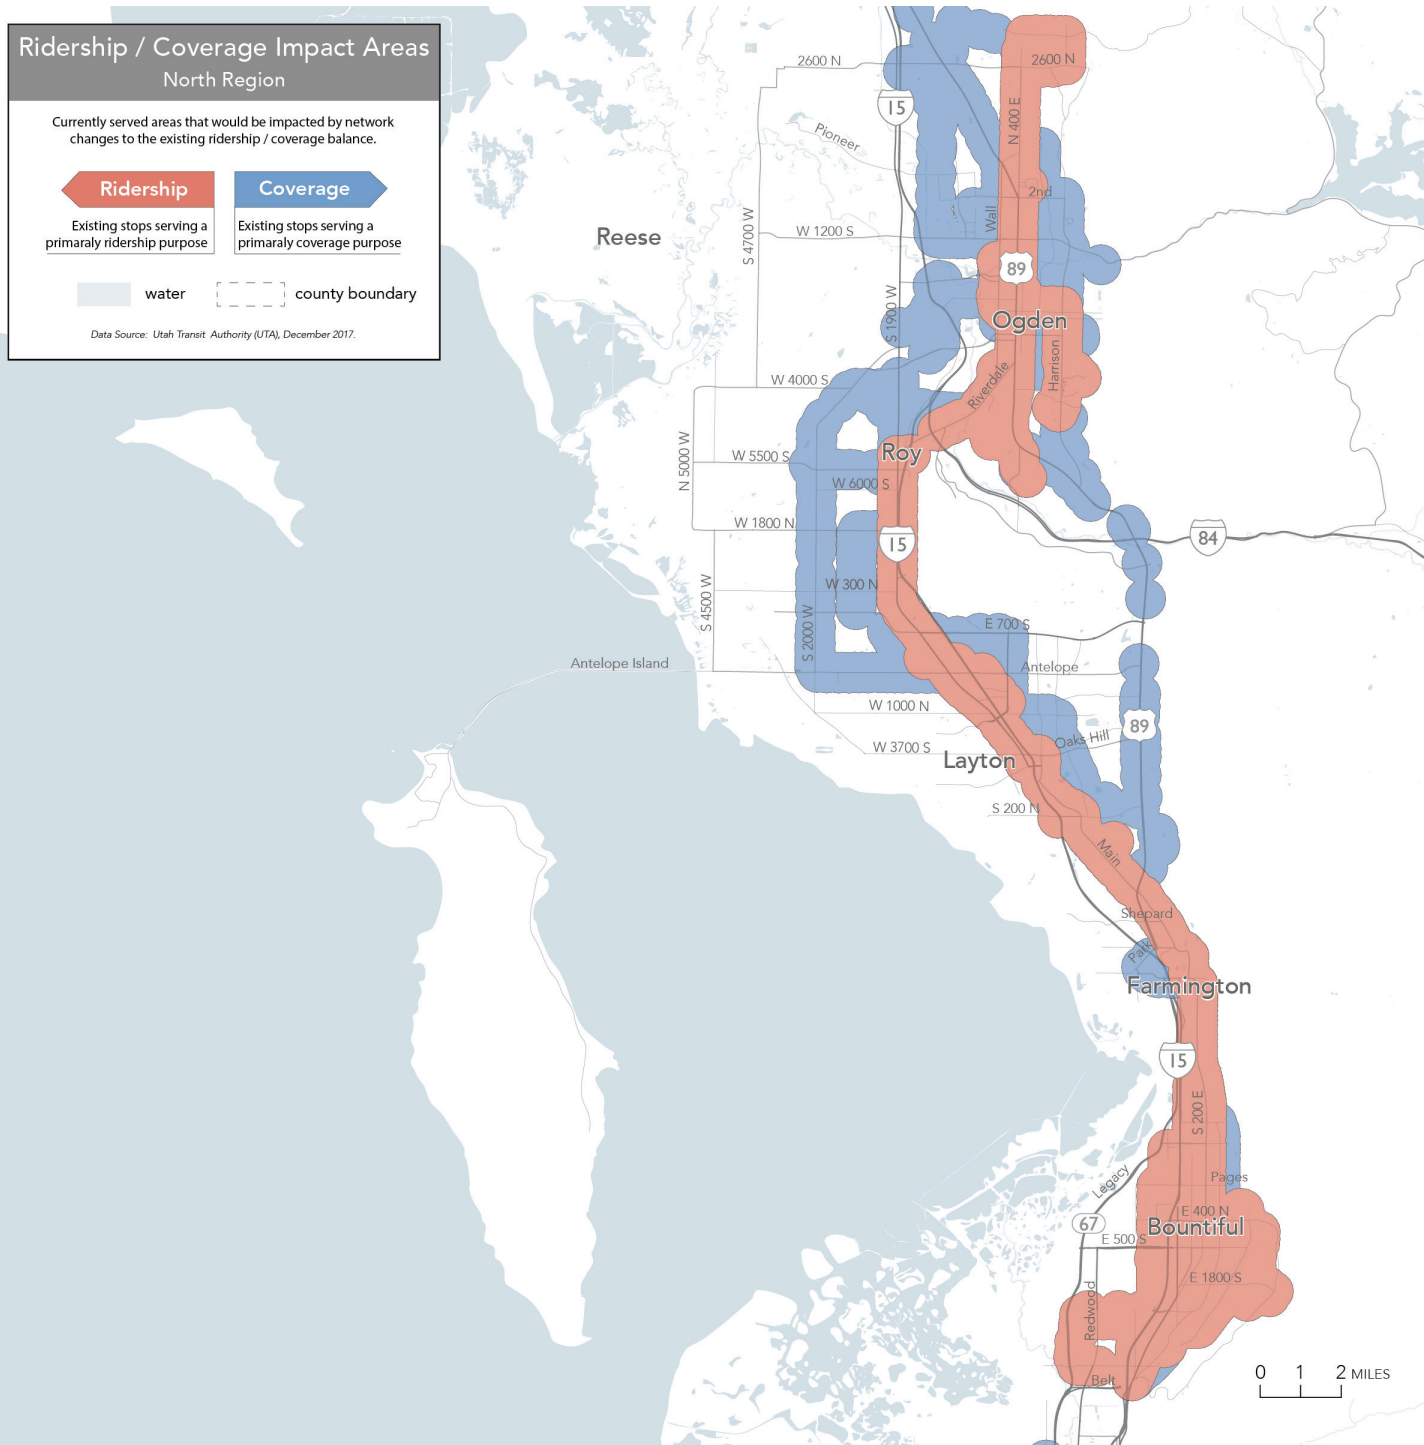 Ridership / Coverage Impact Areas
North Region
Currently served areas that would be impacted by network
changes to the existing ridership / coverage balance.
Ridership
Coverage
Existing stops serving a
primaraly ridership purpose
Existing stops serving a
primaraly coverage purpose
water
county boundary
Data Source: Utah Transit Authority (UTA), December 2017.
2600 N
2600 N
15
N 400 E
Pioneer
2nd
Wall
S 4700 W
Reese
W 1200 S
89
S 1900 W
Ogden
Harrison
Riverdale
W 4000 S
N 5000 W
Roy
W 5500 S
W 6000 S
W 1800 N
15
84
W 300 N
S 4500 W
S 2000 W
E 700 S
Antelope Island
Antelope
W 1000 N
89
Oaks Hill
W 3700 S
Layton
S 200 N
Main
Shepard
Park
Farmington
15
S 200 E
Legacy
Pages
E 400 N
67
Bountiful
E 500 S
E 1800 S
Redwood
Belt
0 1 2 MILES